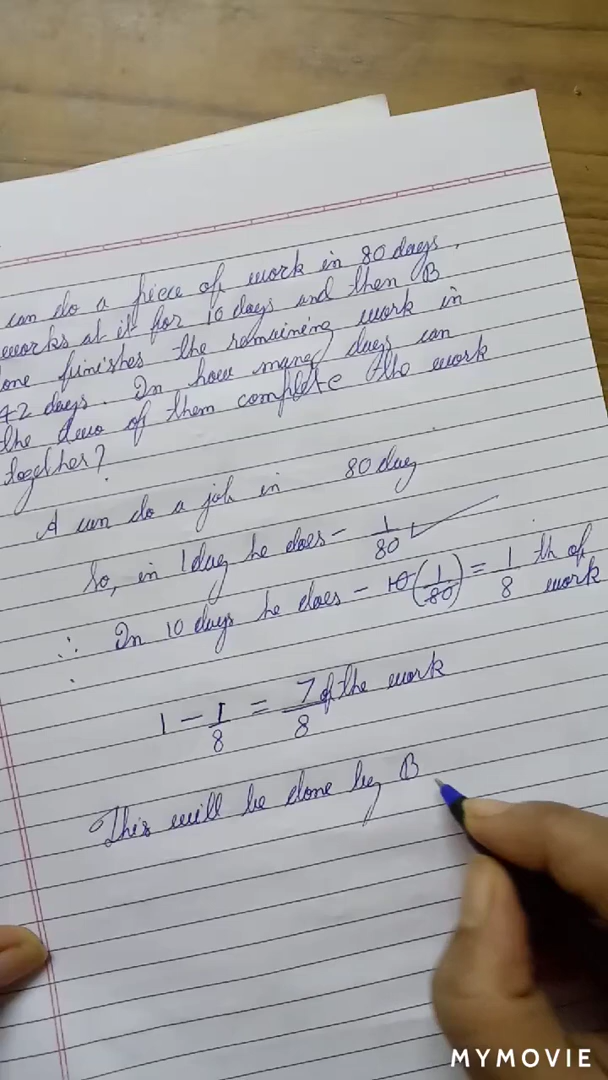 can do a piece of work in 80 days.
works at it for 10 days and then B
one finishes the remaining work in
42 days. In how many days can
the two of them complete the work
together?
A can do a job in 80 day
So, in 1 day he does - 1/80
∴ In 10 days he does - 10(1/80) = 1/8 th of work
1 - 1/8 = 7/8 of the work
This will be done by B
MYMOVIE